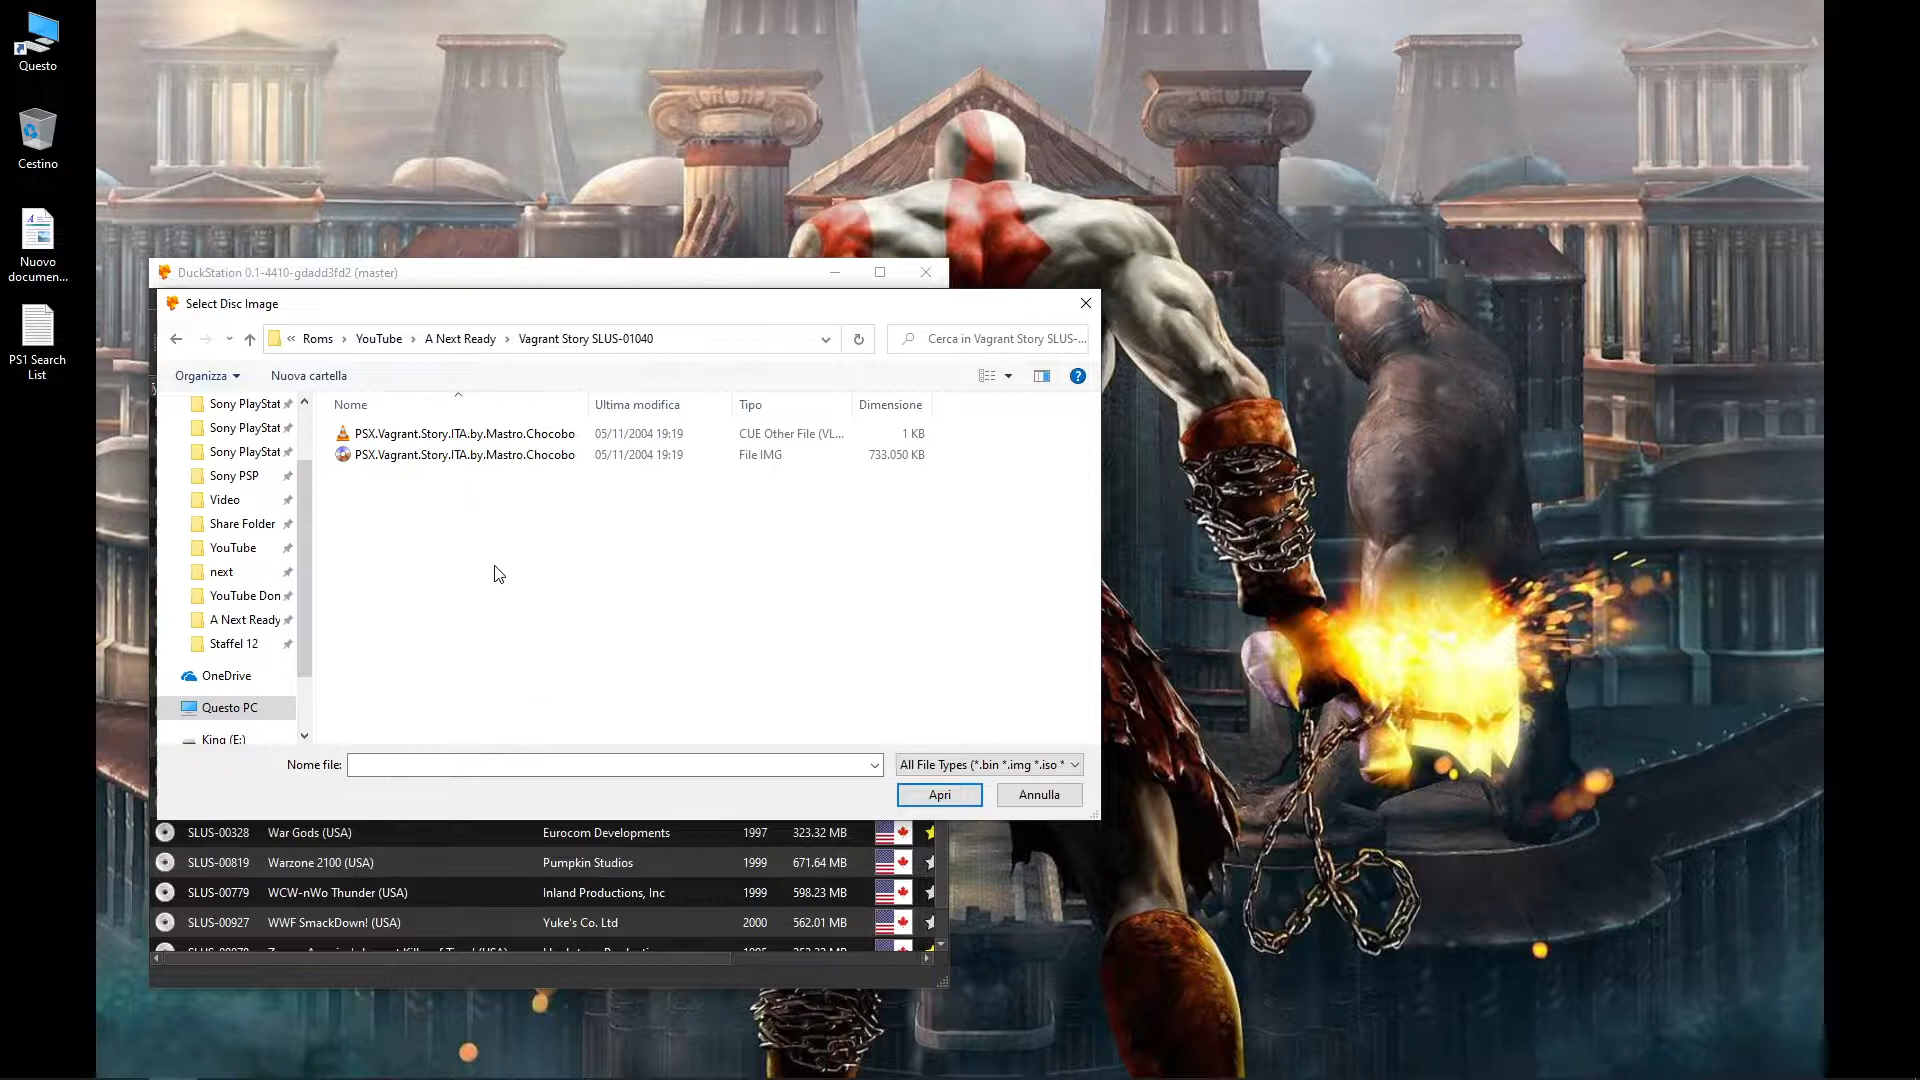 Questo
Cestino
Nuovo
documen...
PS1 Search
List
DuckStation 0.1-4410-gdadd3fd2 (master)
Select Disc Image
« Roms › YouTube › A Next Ready › Vagrant Story SLUS-01040
Cerca in Vagrant Story SLUS-...
Organizza
Nuova cartella
Nome Ultima modifica Tipo Dimensione
PSX.Vagrant.Story.ITA.by.Mastro.Chocobo 05/11/2004 19:19 CUE Other File (VL... 1 KB
PSX.Vagrant.Story.ITA.by.Mastro.Chocobo 05/11/2004 19:19 File IMG 733.050 KB
Sony PlayStat
Sony PlayStat
Sony PlayStat
Sony PSP
Video
Share Folder
YouTube
next
YouTube Don
A Next Ready
Staffel 12
OneDrive
Questo PC
King (E:)
Nome file:
All File Types (*.bin *.img *.iso *
Apri
Annulla
SLUS-00328 War Gods (USA) Eurocom Developments 1997 323.32 MB
SLUS-00819 Warzone 2100 (USA) Pumpkin Studios 1999 671.64 MB
SLUS-00779 WCW-nWo Thunder (USA) Inland Productions, Inc 1999 598.23 MB
SLUS-00927 WWF SmackDown! (USA) Yuke's Co. Ltd 2000 562.01 MB